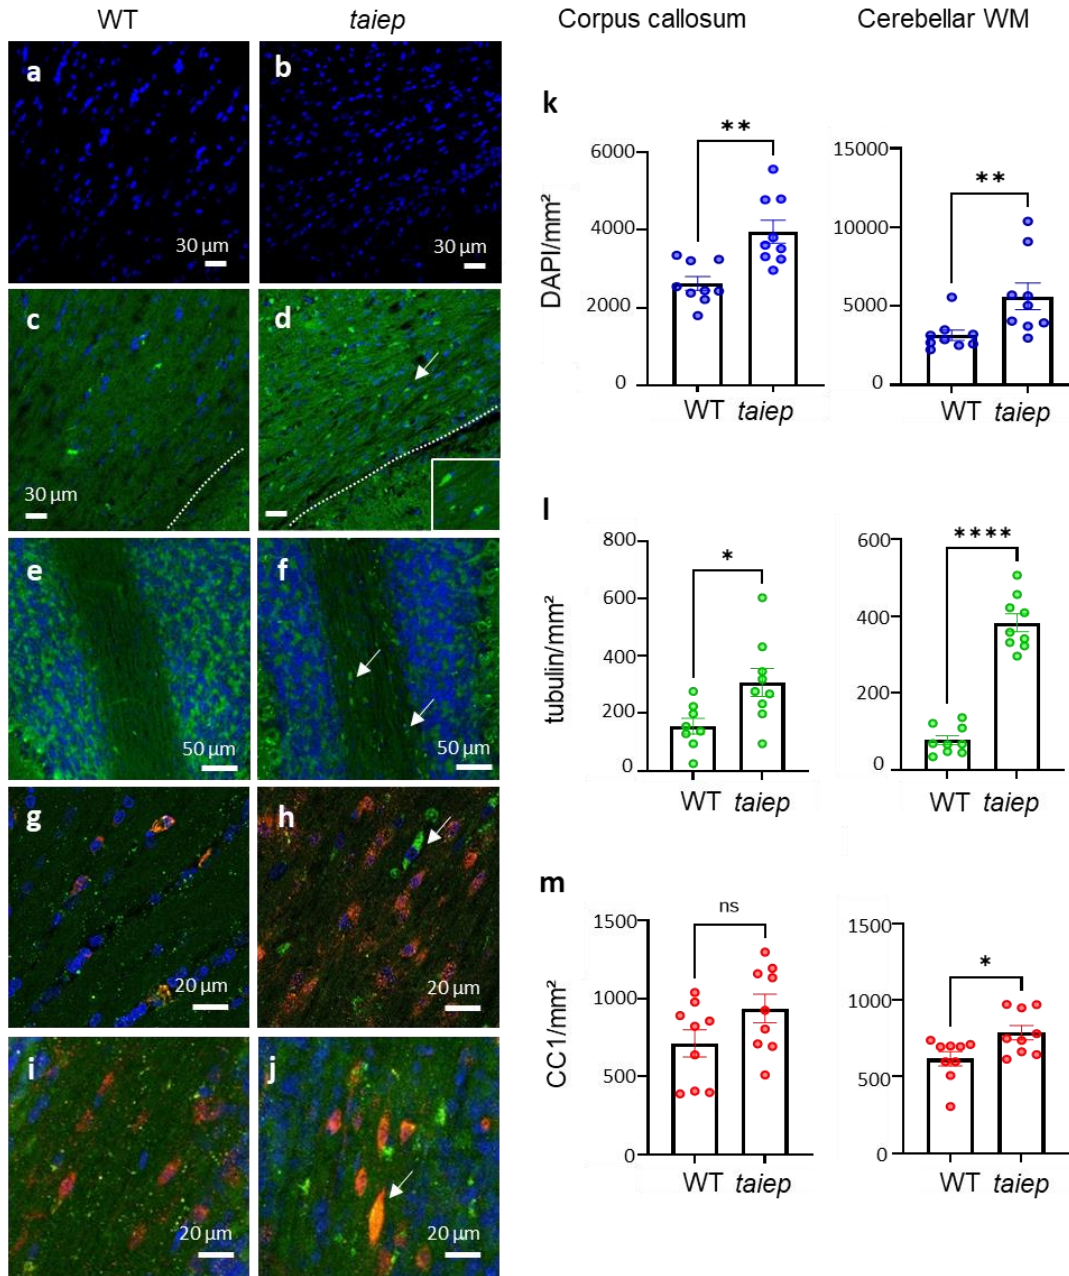 WT
taiep
Corpus callosum
Cerebellar WM
a
30 µm
b
30 µm
c
30 µm
d
e
50 µm
f
50 µm
g
20 µm
h
20 µm
i
20 µm
j
20 µm
k
DAPI/mm²
6000
4000
2000
0
**
WT
taiep
15000
10000
5000
0
**
WT
taiep
l
tubulin/mm²
800
600
400
200
0
*
WT
taiep
600
400
200
0
****
WT
taiep
m
CC1/mm²
1500
1000
500
0
ns
WT
taiep
1500
1000
500
0
*
WT
taiep